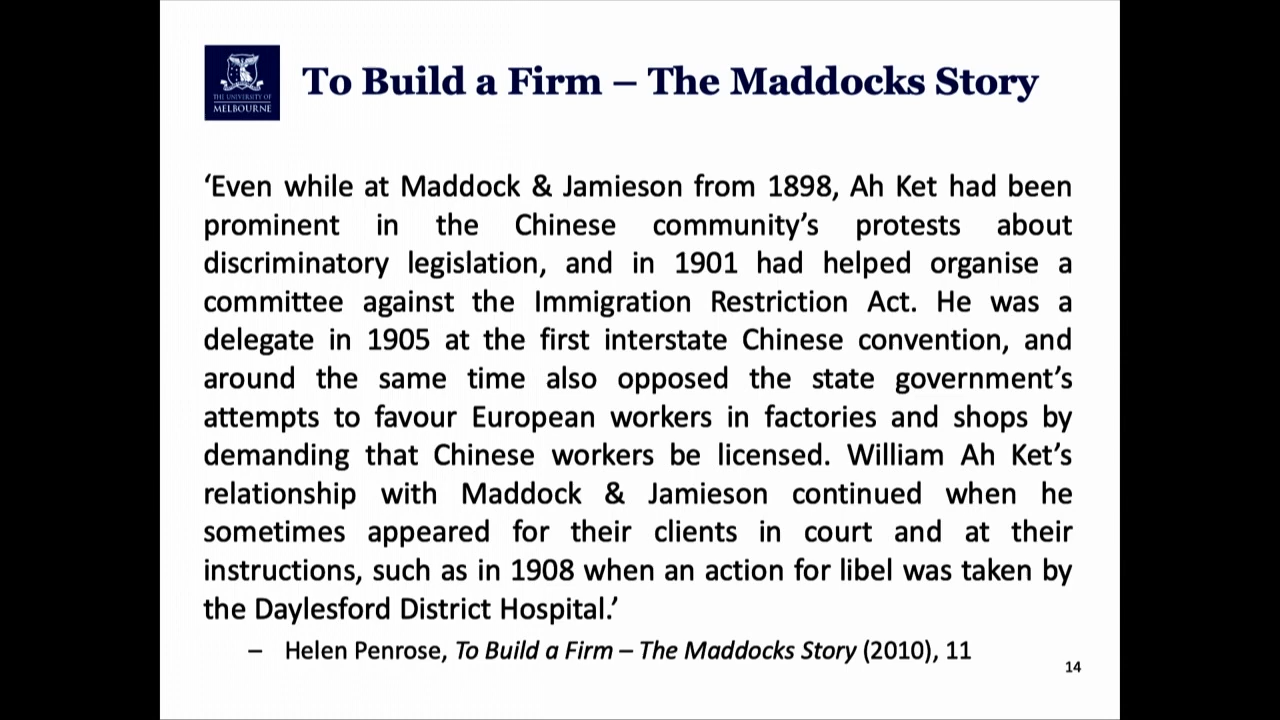 THE UNIVERSITY OF
MELBOURNE
To Build a Firm – The Maddocks Story
‘Even while at Maddock & Jamieson from 1898, Ah Ket had been
prominent in the Chinese community’s protests about
discriminatory legislation, and in 1901 had helped organise a
committee against the Immigration Restriction Act. He was a
delegate in 1905 at the first interstate Chinese convention, and
around the same time also opposed the state government’s
attempts to favour European workers in factories and shops by
demanding that Chinese workers be licensed. William Ah Ket’s
relationship with Maddock & Jamieson continued when he
sometimes appeared for their clients in court and at their
instructions, such as in 1908 when an action for libel was taken by
the Daylesford District Hospital.’
– Helen Penrose, To Build a Firm – The Maddocks Story (2010), 11
14